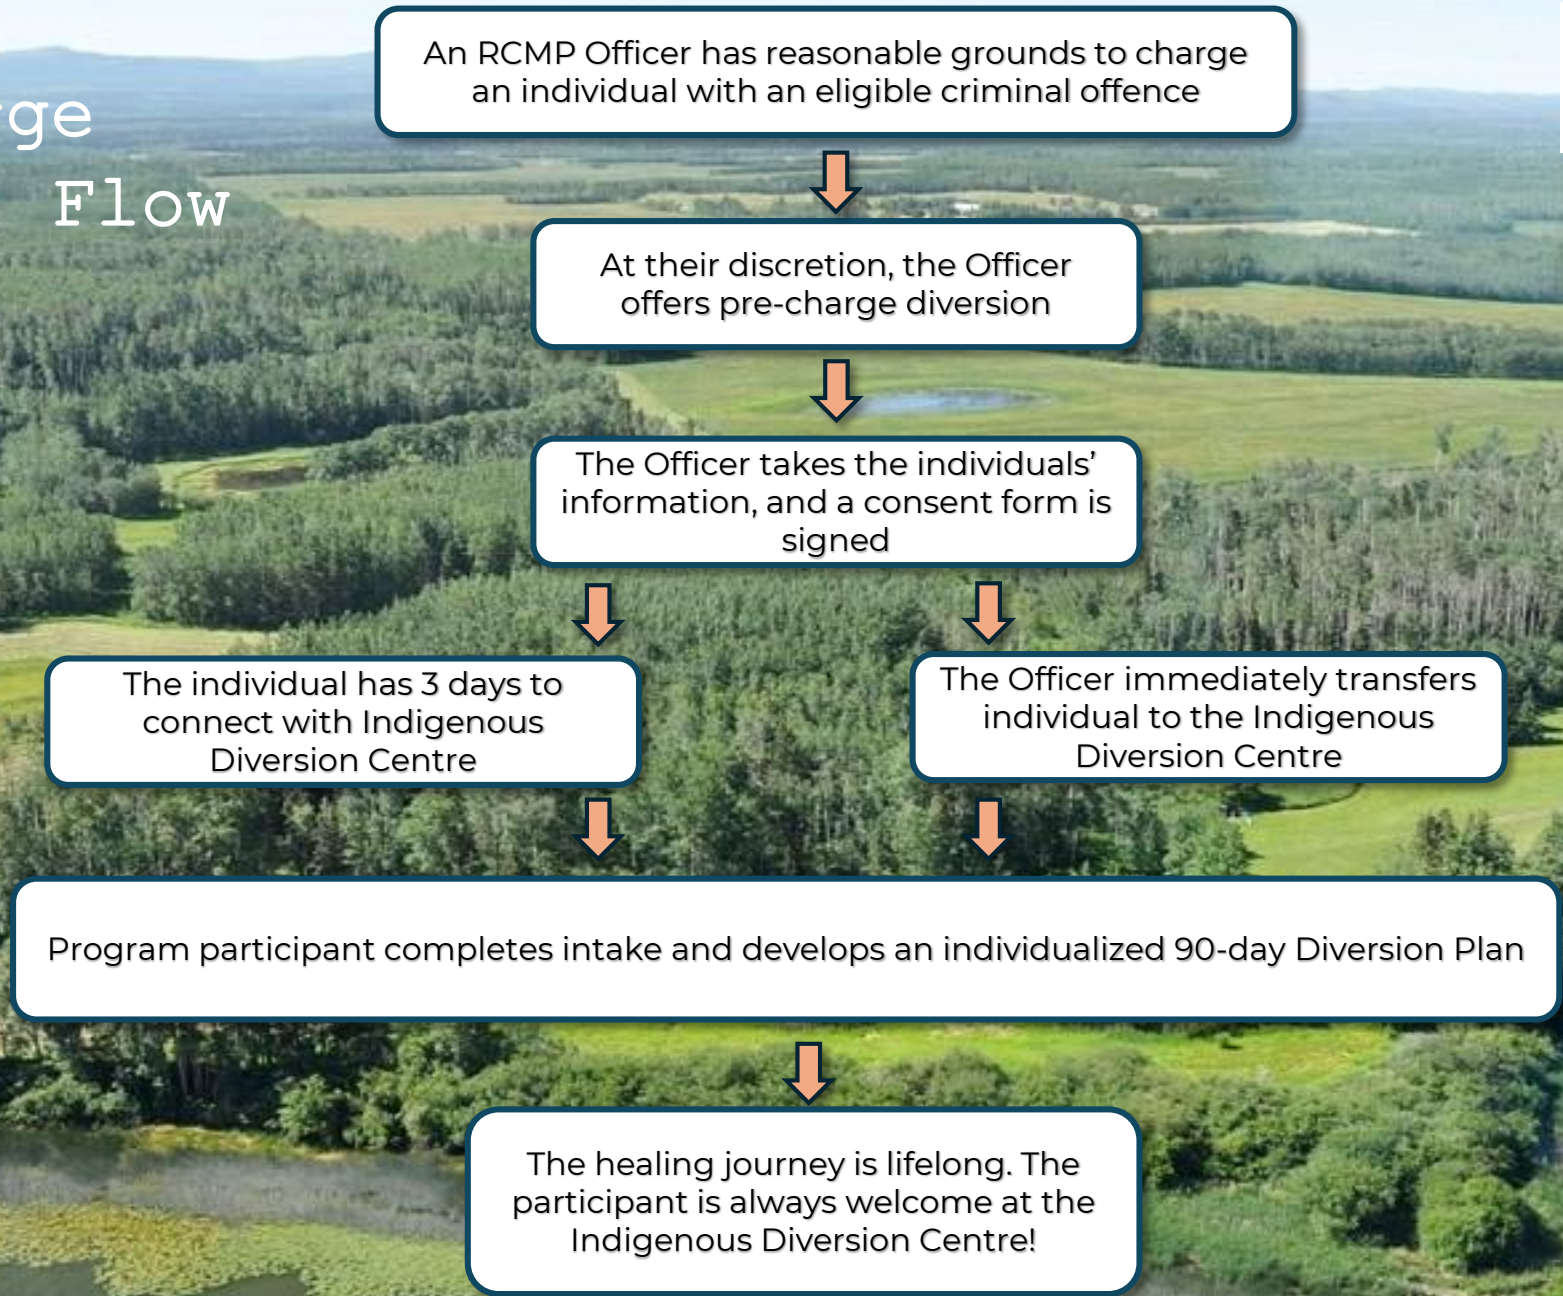 An RCMP Officer has reasonable grounds to charge
an individual with an eligible criminal offence
Flow
At their discretion, the Officer
offers pre-charge diversion
The Officer takes the individuals’
information, and a consent form is
signed
The individual has 3 days to
connect with Indigenous
Diversion Centre
The Officer immediately transfers
individual to the Indigenous
Diversion Centre
Program participant completes intake and develops an individualized 90-day Diversion Plan
The healing journey is lifelong. The
participant is always welcome at the
Indigenous Diversion Centre!